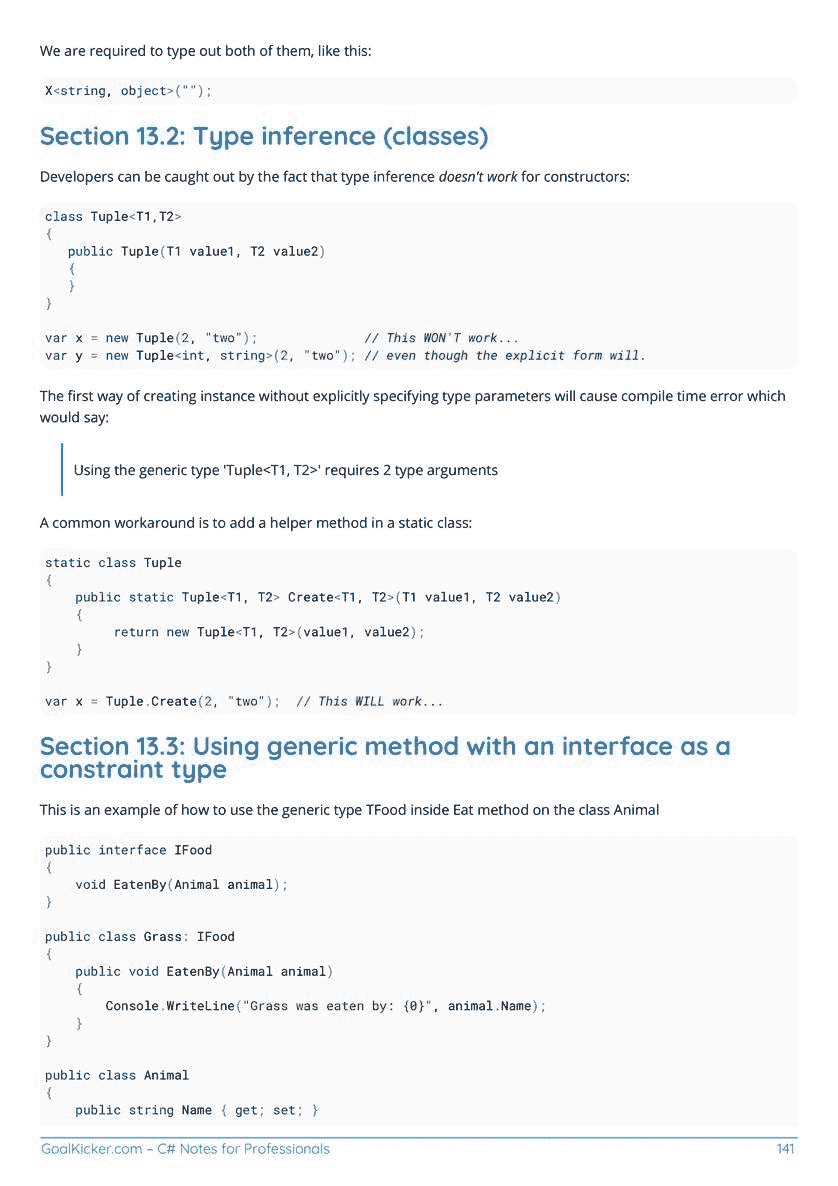 We are required to type out both of them, like this:
X<string, object>("");
Section 13.2: Type inference (classes)
Developers can be caught out by the fact that type inference doesn't work for constructors:
class Tuple<T1,T2>
{
   public Tuple(T1 value1, T2 value2)
   {
   }
}
var x = new Tuple(2, "two");              // This WON'T work...
var y = new Tuple<int, string>(2, "two"); // even though the explicit form will.
The first way of creating instance without explicitly specifying type parameters will cause compile time error which
would say:
Using the generic type 'Tuple<T1, T2>' requires 2 type arguments
A common workaround is to add a helper method in a static class:
static class Tuple
{
    public static Tuple<T1, T2> Create<T1, T2>(T1 value1, T2 value2)
    {
         return new Tuple<T1, T2>(value1, value2);
    }
}
var x = Tuple.Create(2, "two");  // This WILL work...
Section 13.3: Using generic method with an interface as a
constraint type
This is an example of how to use the generic type TFood inside Eat method on the class Animal
public interface IFood
{
    void EatenBy(Animal animal);
}
public class Grass: IFood
{
    public void EatenBy(Animal animal)
    {
        Console.WriteLine("Grass was eaten by: {0}", animal.Name);
    }
}
public class Animal
{
    public string Name { get; set; }
GoalKicker.com – C# Notes for Professionals 141